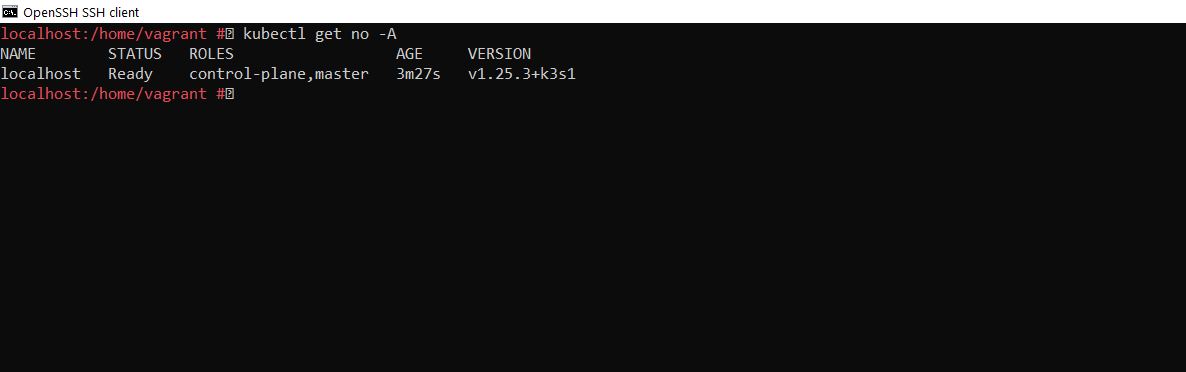 OpenSSH SSH client
localhost:/home/vagrant # kubectl get no -A
NAME        STATUS   ROLES                  AGE     VERSION
localhost   Ready    control-plane,master   3m27s   v1.25.3+k3s1
localhost:/home/vagrant #